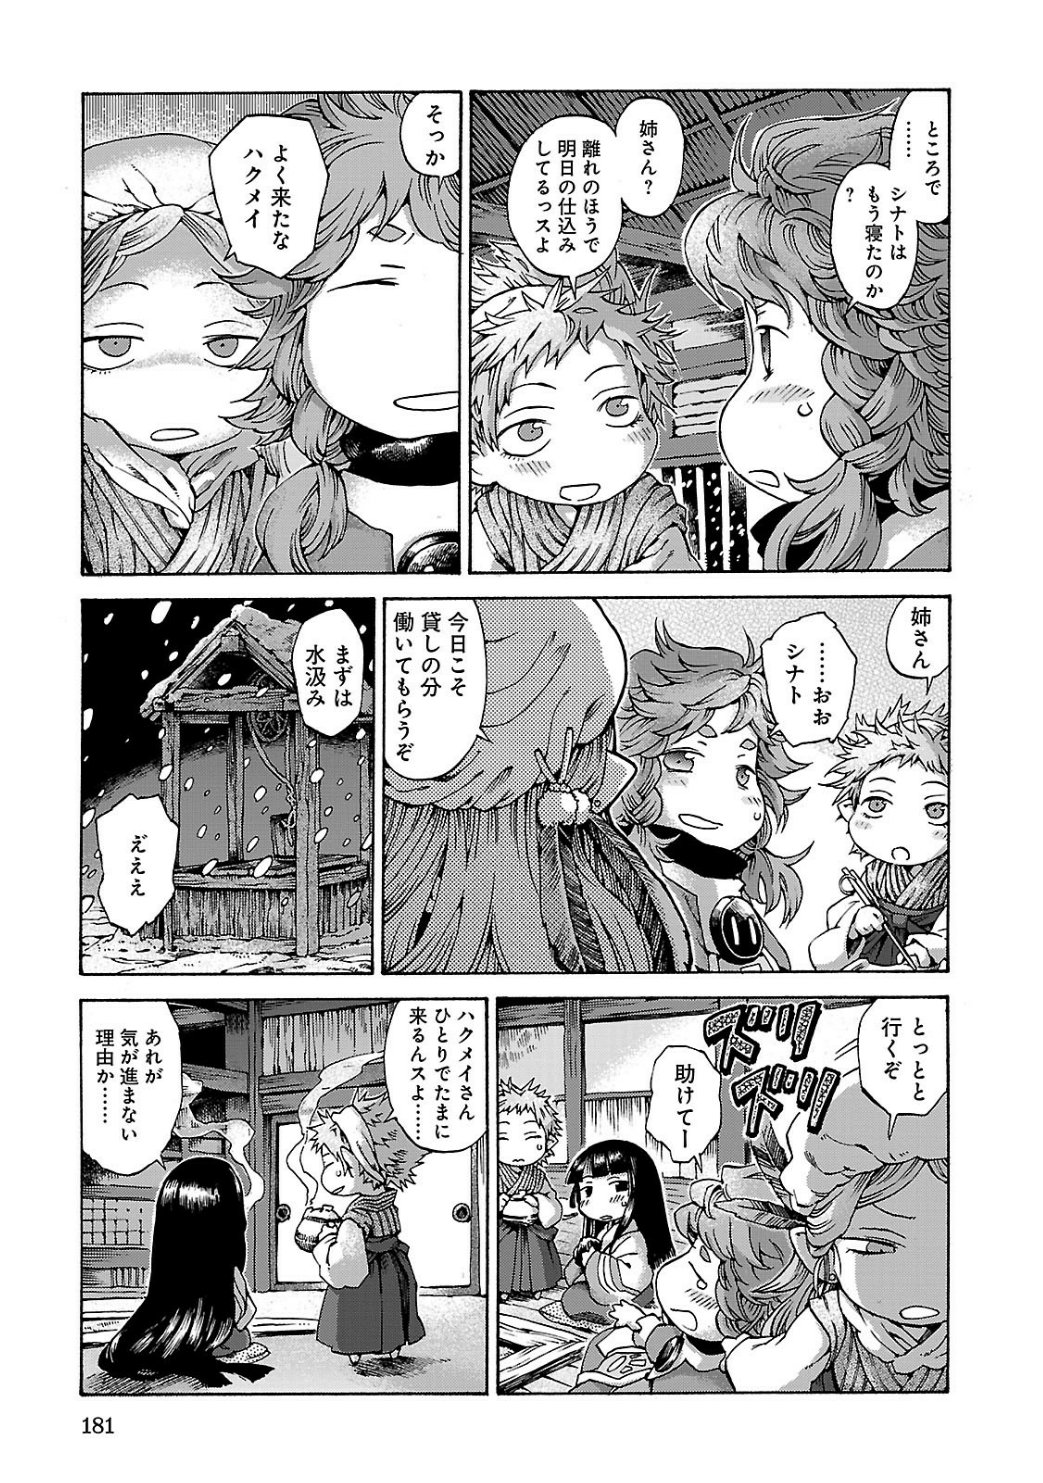 ところで
……
シナトは
もう寝たのか
?
姉さん?
離れのほうで
明日の仕込み
してるっスよ
そっか
よく来たな
ハクメイ
姉さん
……おお
シナト
今日こそ
貸しの分
働いてもらうぞ
まずは
水汲み
え゛えぇ
とっとと
行くぞ
ズリ
ズリ
助けてー
ハクメイさん
ひとりでたまに
来るんスよ……
あれが
気が進まない
理由か……
181